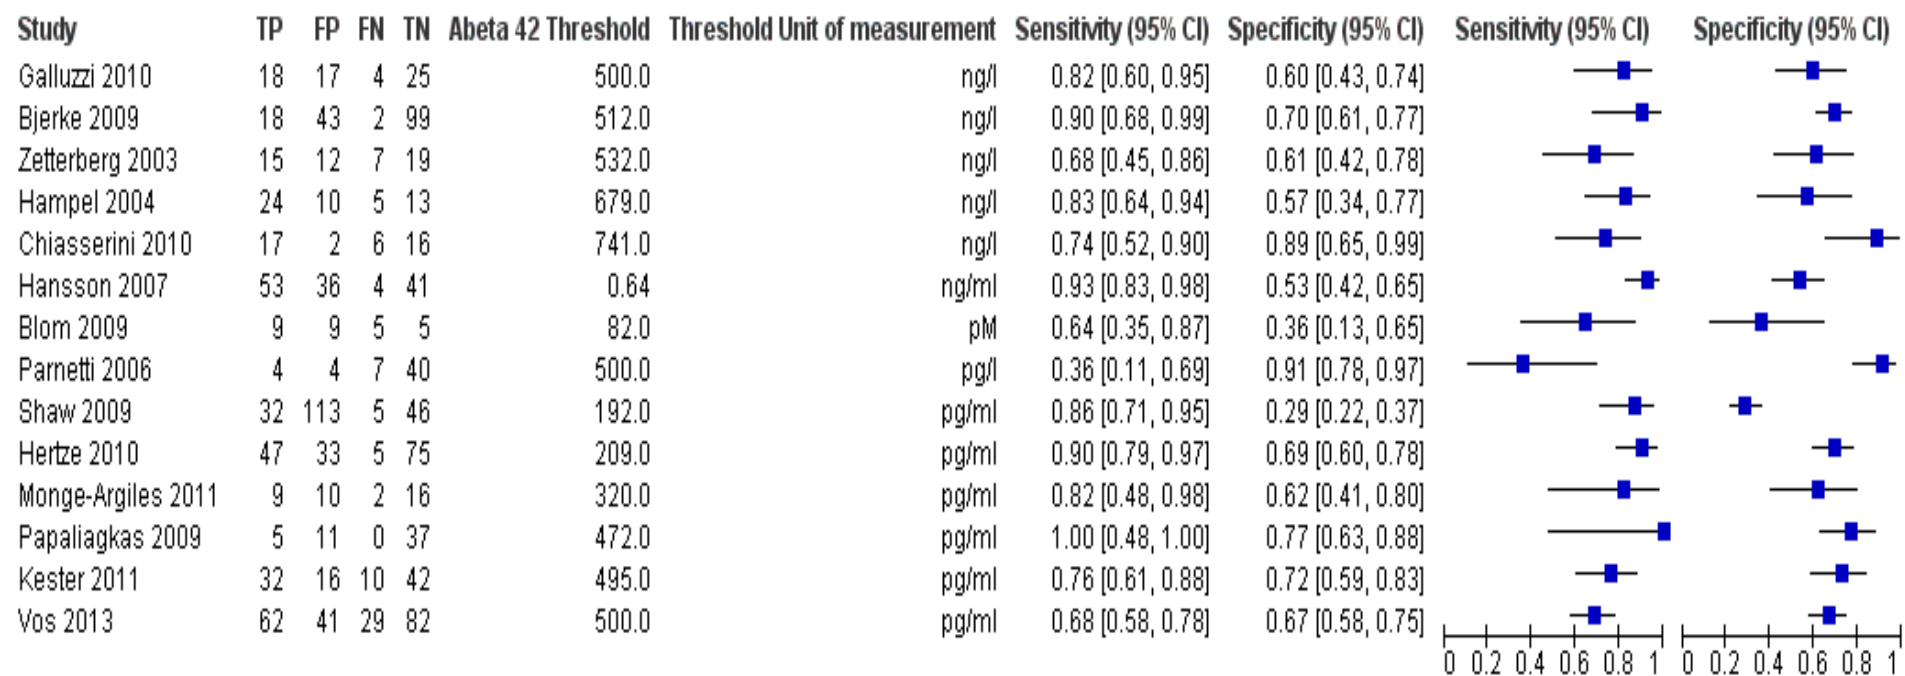 Study TP FP FN TN Abeta 42 Threshold Threshold Unit of measurement Sensitivity (95% CI) Specificity (95% CI) Sensitivity (95% CI) Specificity (95% CI)
Galluzzi 2010 18 17 4 25 500.0 ng/l 0.82 [0.60, 0.95] 0.60 [0.43, 0.74]
Bjerke 2009 18 43 2 99 512.0 ng/l 0.90 [0.68, 0.99] 0.70 [0.61, 0.77]
Zetterberg 2003 15 12 7 19 532.0 ng/l 0.68 [0.45, 0.86] 0.61 [0.42, 0.78]
Hampel 2004 24 10 5 13 679.0 ng/l 0.83 [0.64, 0.94] 0.57 [0.34, 0.77]
Chiasserini 2010 17 2 6 16 741.0 ng/l 0.74 [0.52, 0.90] 0.89 [0.65, 0.99]
Hansson 2007 53 36 4 41 0.64 ng/ml 0.93 [0.83, 0.98] 0.53 [0.42, 0.65]
Blom 2009 9 9 5 5 82.0 pM 0.64 [0.35, 0.87] 0.36 [0.13, 0.65]
Parnetti 2006 4 4 7 40 500.0 pg/l 0.36 [0.11, 0.69] 0.91 [0.78, 0.97]
Shaw 2009 32 113 5 46 192.0 pg/ml 0.86 [0.71, 0.95] 0.29 [0.22, 0.37]
Hertze 2010 47 33 5 75 209.0 pg/ml 0.90 [0.79, 0.97] 0.69 [0.60, 0.78]
Monge-Argiles 2011 9 10 2 16 320.0 pg/ml 0.82 [0.48, 0.98] 0.62 [0.41, 0.80]
Papaliagkas 2009 5 11 0 37 472.0 pg/ml 1.00 [0.48, 1.00] 0.77 [0.63, 0.88]
Kester 2011 32 16 10 42 495.0 pg/ml 0.76 [0.61, 0.88] 0.72 [0.59, 0.83]
Vos 2013 62 41 29 82 500.0 pg/ml 0.68 [0.58, 0.78] 0.67 [0.58, 0.75]
0 0.2 0.4 0.6 0.8 1 0 0.2 0.4 0.6 0.8 1